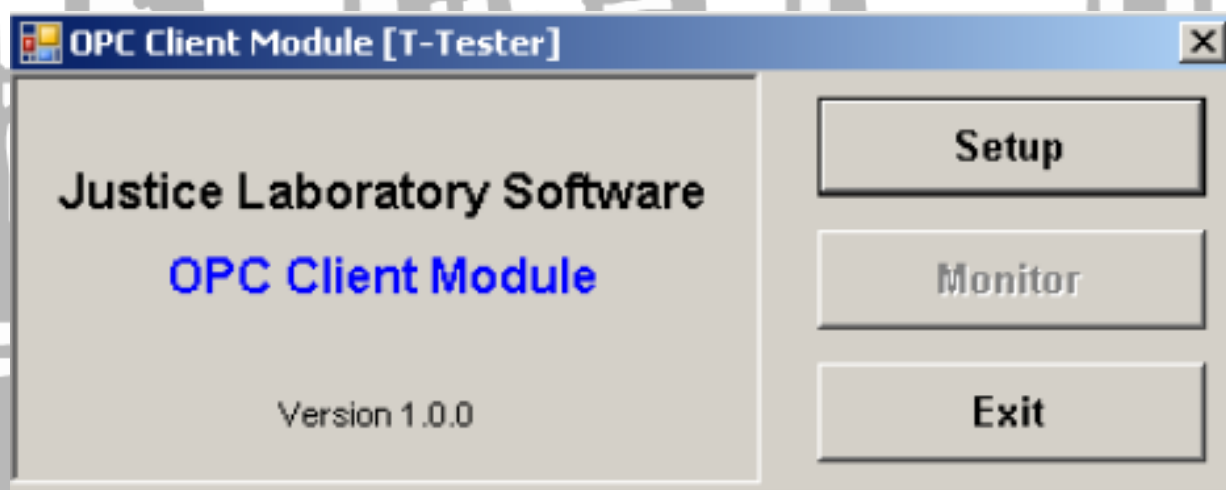 OPC Client Module [T-Tester]
Justice Laboratory Software
OPC Client Module
Version 1.0.0
Setup
Monitor
Exit